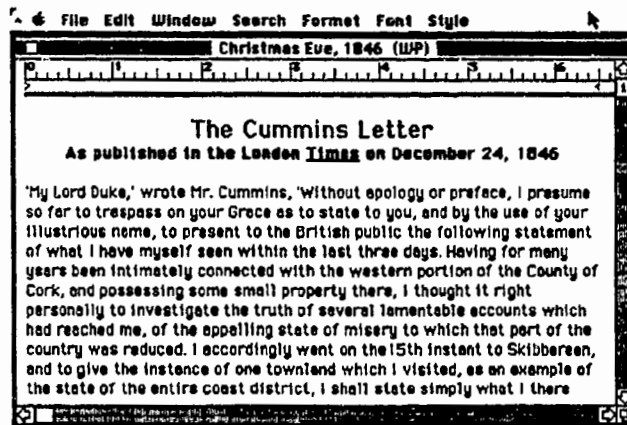 File Edit Window Search Format Font Style
Christmas Eve, 1846 (WP)
0 1 2 3 4 5 6
The Cummins Letter
As published in the London Times on December 24, 1846
'My Lord Duke,' wrote Mr. Cummins, 'Without apology or preface, I presume
so far to trespass on your Grace as to state to you, and by the use of your
illustrious name, to present to the British public the following statement
of what I have myself seen within the last three days. Having for many
years been intimately connected with the western portion of the County of
Cork, and possessing some small property there, I thought it right
personally to investigate the truth of several lamentable accounts which
had reached me, of the appalling state of misery to which that part of the
country was reduced. I accordingly went on the 15th instant to Skibbereen,
and to give the instance of one townland which I visited, as an example of
the state of the entire coast district, I shall state simply what I there